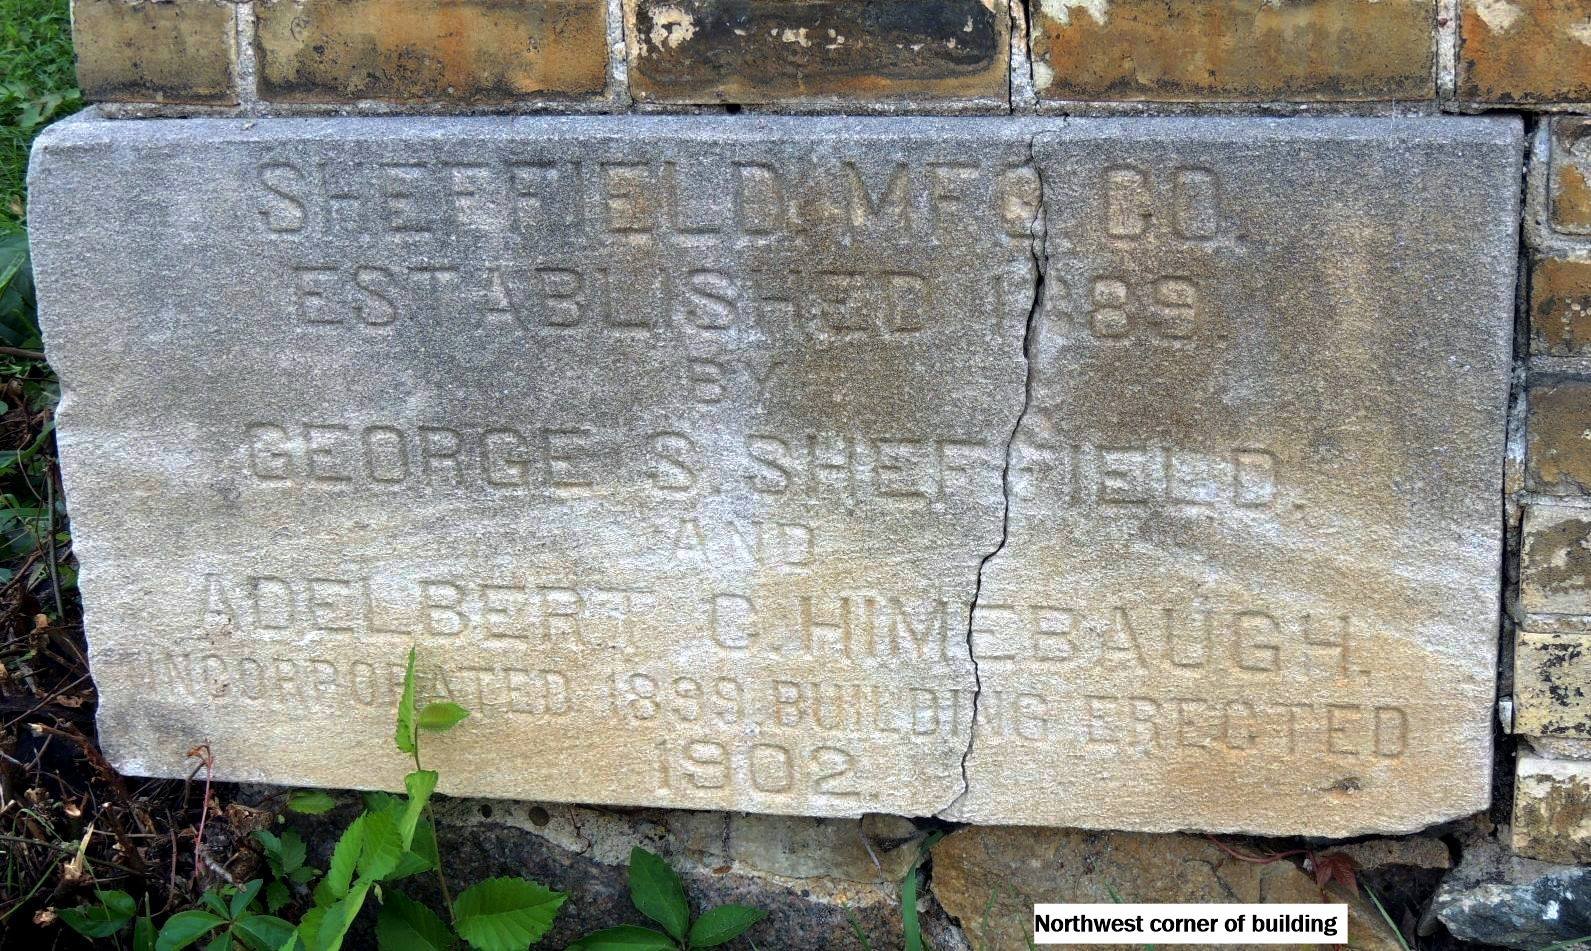 SHEFFIELD MFG. CO.
ESTABLISHED 1889.
BY
GEORGE S. SHEFFIELD.
AND
ADELBERT C. HIMEBAUGH.
INCORPORATED 1899. BUILDING ERECTED
1902.
Northwest corner of building